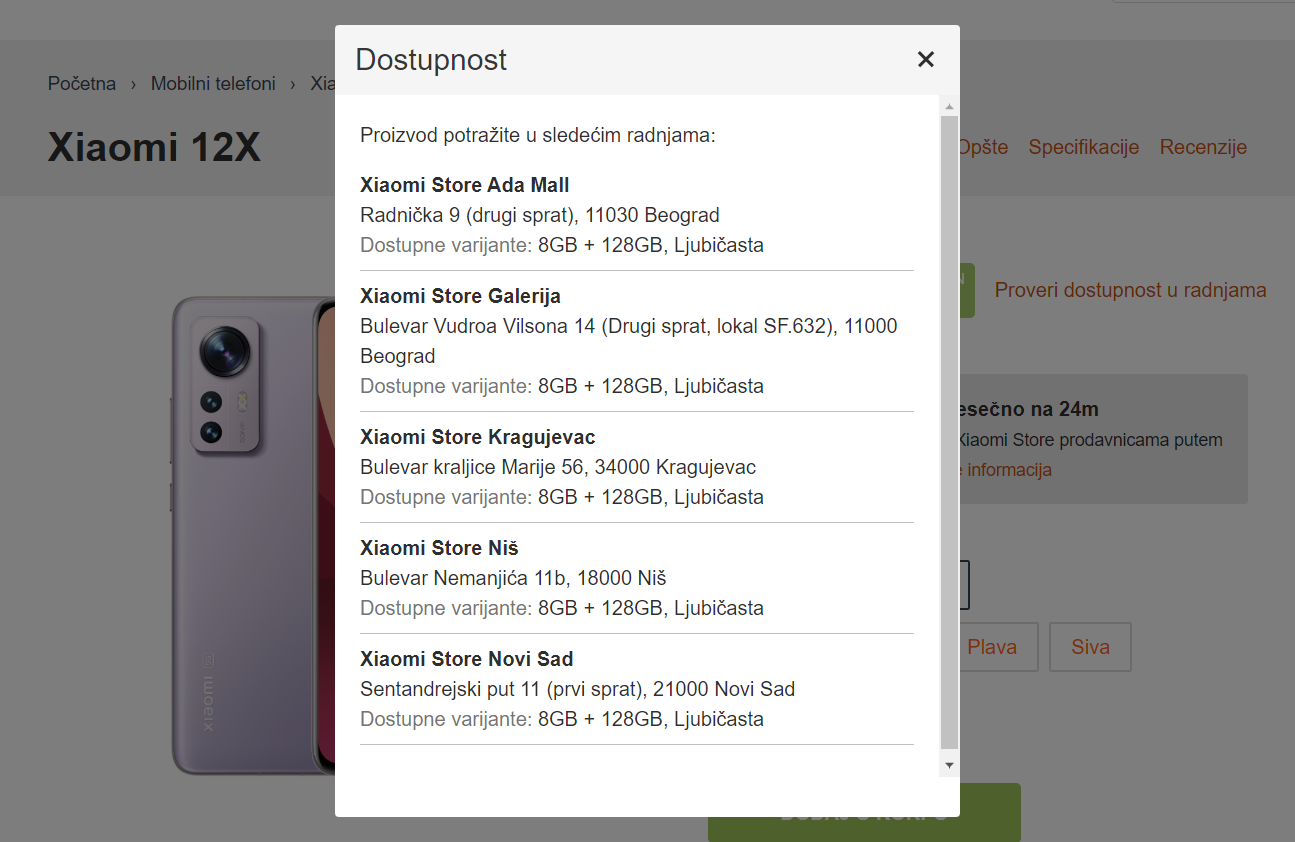 Dostupnost
Početna › Mobilni telefoni ›
Xiaomi 12X
Opšte Specifikacije Recenzije
Proizvod potražite u sledećim radnjama:
Xiaomi Store Ada Mall
Radnička 9 (drugi sprat), 11030 Beograd
Dostupne varijante: 8GB + 128GB, Ljubičasta
Xiaomi Store Galerija
Bulevar Vudroa Vilsona 14 (Drugi sprat, lokal SF.632), 11000
Beograd
Dostupne varijante: 8GB + 128GB, Ljubičasta
Xiaomi Store Kragujevac
Bulevar kraljice Marije 56, 34000 Kragujevac
Dostupne varijante: 8GB + 128GB, Ljubičasta
Xiaomi Store Niš
Bulevar Nemanjića 11b, 18000 Niš
Dostupne varijante: 8GB + 128GB, Ljubičasta
Xiaomi Store Novi Sad
Sentandrejski put 11 (prvi sprat), 21000 Novi Sad
Dostupne varijante: 8GB + 128GB, Ljubičasta
Proveri dostupnost u radnjama
na 24m
Xiaomi Store prodavnicama putem
informacija
Plava
Siva
xiaomi